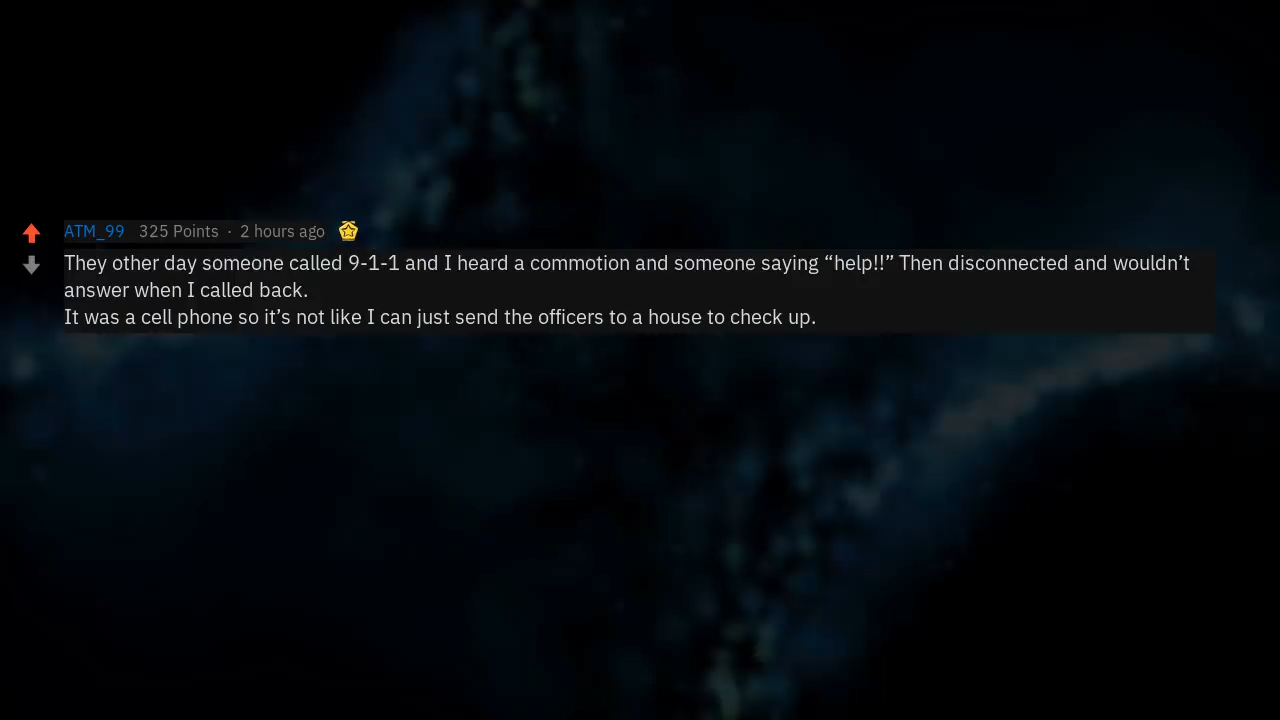 ATM_99 325 Points · 2 hours ago
They other day someone called 9-1-1 and I heard a commotion and someone saying “help!!” Then disconnected and wouldn’t
answer when I called back.
It was a cell phone so it’s not like I can just send the officers to a house to check up.